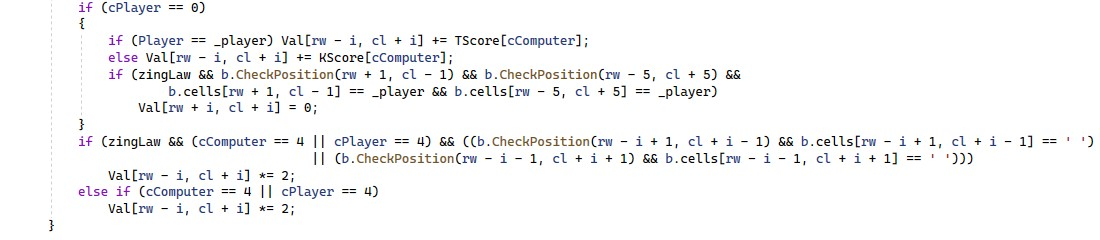 if (cPlayer == 0)
{
if (Player == _player) Val[rw - i, cl + i] += TScore[cComputer];
else Val[rw - i, cl + i] += KScore[cComputer];
if (zingLaw && b.CheckPosition(rw + 1, cl - 1) && b.CheckPosition(rw - 5, cl + 5) &&
b.cells[rw + 1, cl - 1] == _player && b.cells[rw - 5, cl + 5] == _player)
Val[rw + i, cl + i] = 0;
}
if (zingLaw && (cComputer == 4 || cPlayer == 4) && ((b.CheckPosition(rw - i + 1, cl + i - 1) && b.cells[rw - i + 1, cl + i - 1] == ' ')
|| (b.CheckPosition(rw - i - 1, cl + i + 1) && b.cells[rw - i - 1, cl + i + 1] == ' ')))
Val[rw - i, cl + i] *= 2;
else if (cComputer == 4 || cPlayer == 4)
Val[rw - i, cl + i] *= 2;
}